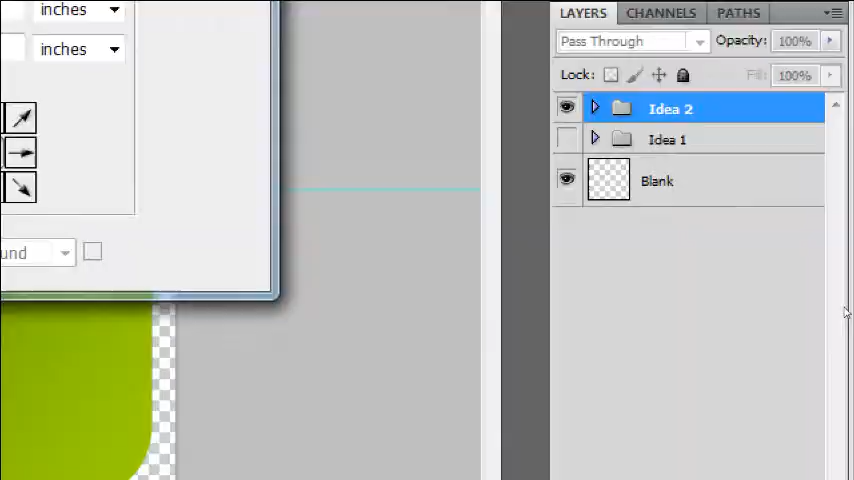 inches
inches
und
LAYERS CHANNELS PATHS
Pass Through Opacity: 100%
Lock: Fill: 100%
Idea 2
Idea 1
Blank